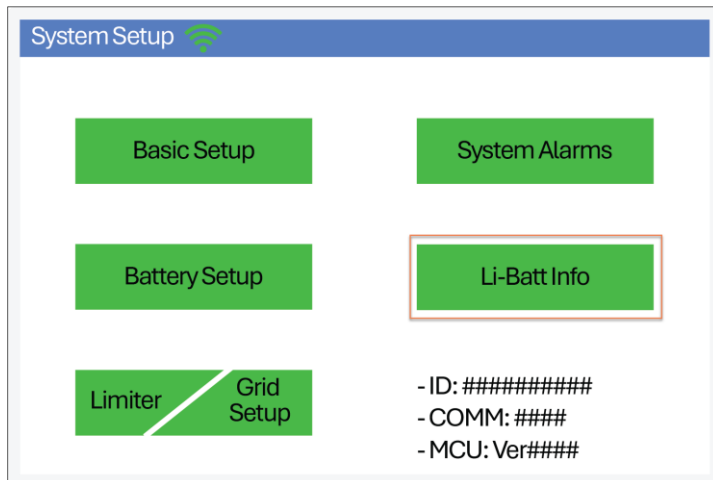 System Setup
Basic Setup
System Alarms
Battery Setup
Li-Batt Info
Limiter
Grid
Setup
- ID: ##########
- COMM: ####
- MCU: Ver####